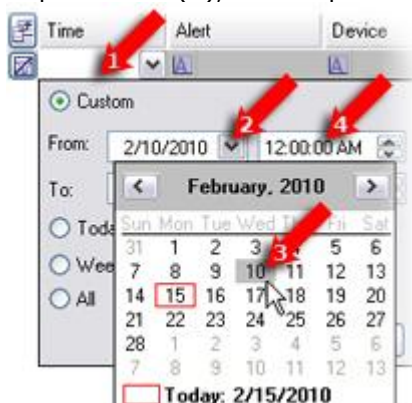 Time Alert Device
1
A A
Custom
2 4
From: 2/10/2010 12:00:00 AM
To: < February, 2010 >
Toda Sun Mon Tue Wed Fri Sat
31 1 2 3 4 5 6
3
Wee 7 8 9 10 11 12 13
All 14 15 16 17 18 19 20
21 22 23 24 25 26 27
28 1 2 3 4 5 6
7 8 9 10 11 12 13
Today: 2/15/2010